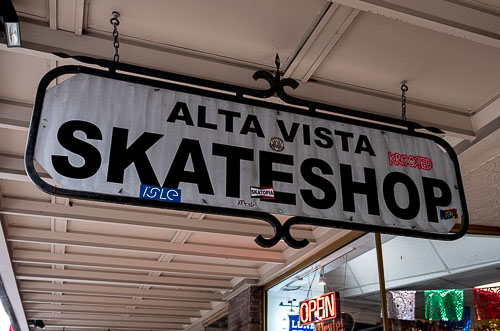 ALTA VISTA
SKATESHOP
KROOKED
ISLE
SKATOPIA
OPEN